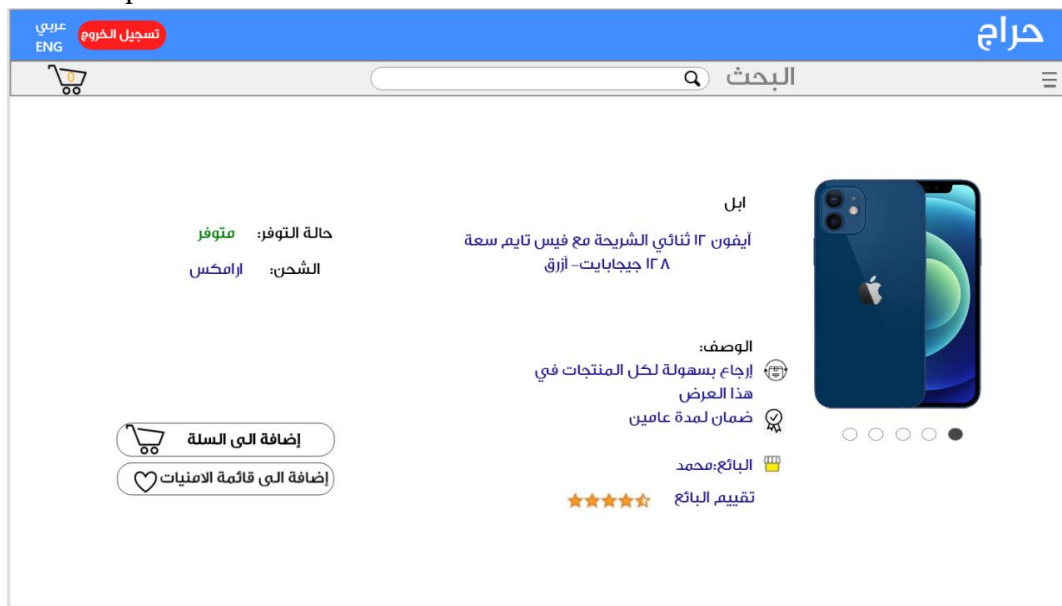 حراج
تسجيل الخروج
عربي
ENG
البحث
0
ابل
آيفون ١٢ ثنائي الشريحة مع فيس تايم سعة
١٢٨ جيجابايت- أزرق
حالة التوفر: متوفر
الشحن: ارامكس
الوصف:
إرجاع بسهولة لكل المنتجات في
هذا العرض
ضمان لمدة عامين
البائع:محمد
تقييم البائع
إضافة الى السلة
إضافة الى قائمة الامنيات